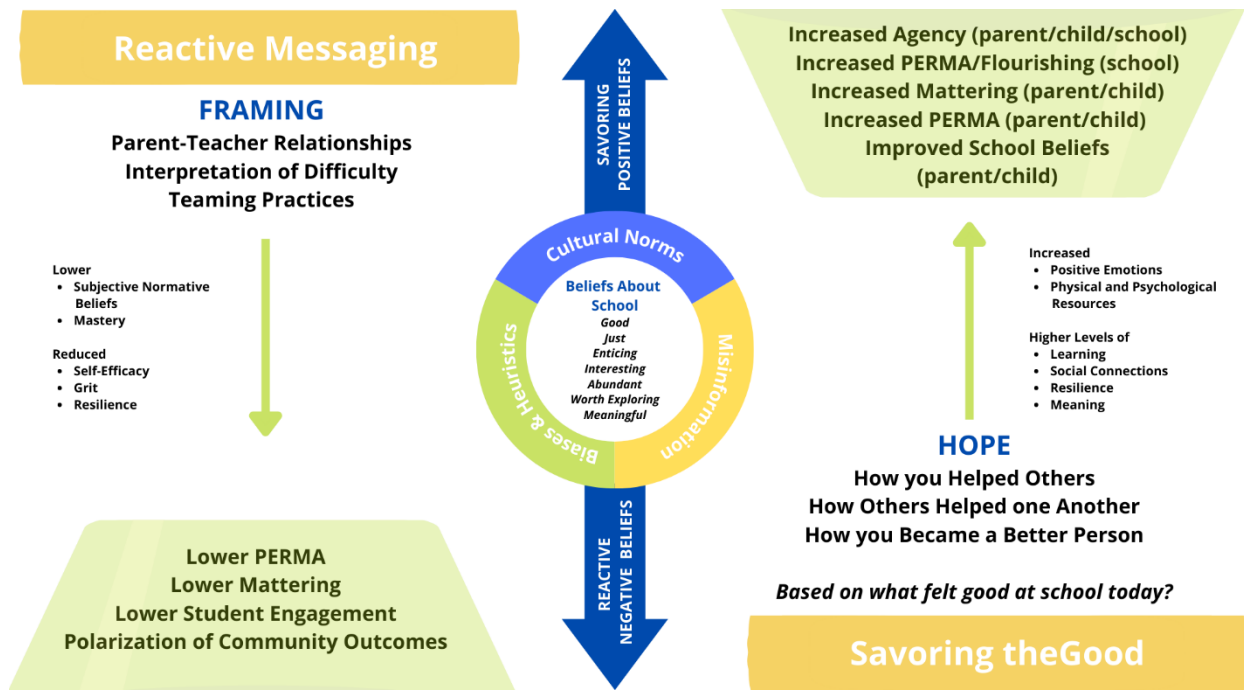 Reactive Messaging
FRAMING
Parent-Teacher Relationships
Interpretation of Difficulty
Teaming Practices
Lower
• Subjective Normative
Beliefs
• Mastery
Reduced
• Self-Efficacy
• Grit
• Resilience
Lower PERMA
Lower Mattering
Lower Student Engagement
Polarization of Community Outcomes
SAVORING
POSITIVE BELIEFS
Cultural Norms
Misinformation
Biases & Heuristics
Beliefs About
School
Good
Just
Enticing
Interesting
Abundant
Worth Exploring
Meaningful
REACTIVE
NEGATIVE BELIEFS
Increased Agency (parent/child/school)
Increased PERMA/Flourishing (school)
Increased Mattering (parent/child)
Increased PERMA (parent/child)
Improved School Beliefs
(parent/child)
Increased
• Positive Emotions
• Physical and Psychological
Resources
Higher Levels of
• Learning
• Social Connections
• Resilience
• Meaning
HOPE
How you Helped Others
How Others Helped one Another
How you Became a Better Person
Based on what felt good at school today?
Savoring theGood